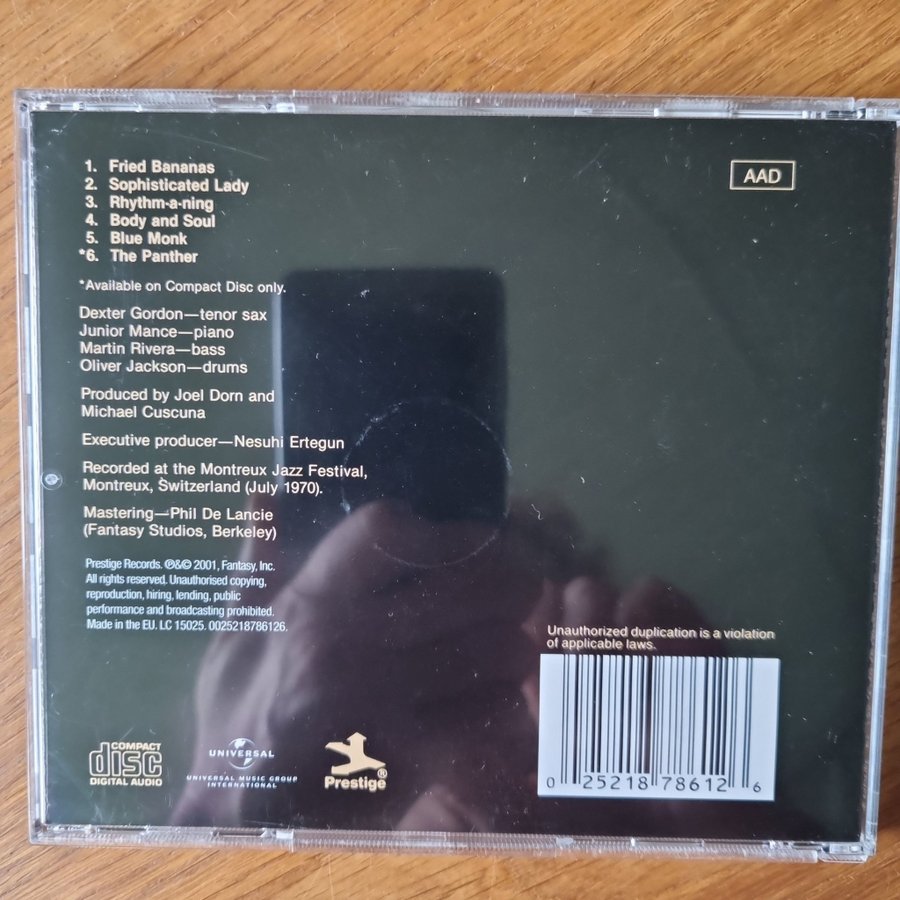 1. Fried Bananas
2. Sophisticated Lady
3. Rhythm-a-ning
4. Body and Soul
5. Blue Monk
*6. The Panther
*Available on Compact Disc only.
Dexter Gordon—tenor sax
Junior Mance—piano
Martin Rivera—bass
Oliver Jackson—drums
Produced by Joel Dorn and
Michael Cuscuna
Executive producer—Nesuhi Ertegun
Recorded at the Montreux Jazz Festival,
Montreux, Switzerland (July 1970).
Mastering—Phil De Lancie
(Fantasy Studios, Berkeley)
Prestige Records. ℗&© 2001, Fantasy, Inc.
All rights reserved. Unauthorised copying,
reproduction, hiring, lending, public
performance and broadcasting prohibited.
Made in the EU. LC 15025. 0025218786126.
AAD
Unauthorized duplication is a violation
of applicable laws.
0 25218 78612 6
COMPACT
disc
DIGITAL AUDIO
UNIVERSAL
UNIVERSAL MUSIC GROUP
INTERNATIONAL
Prestige®